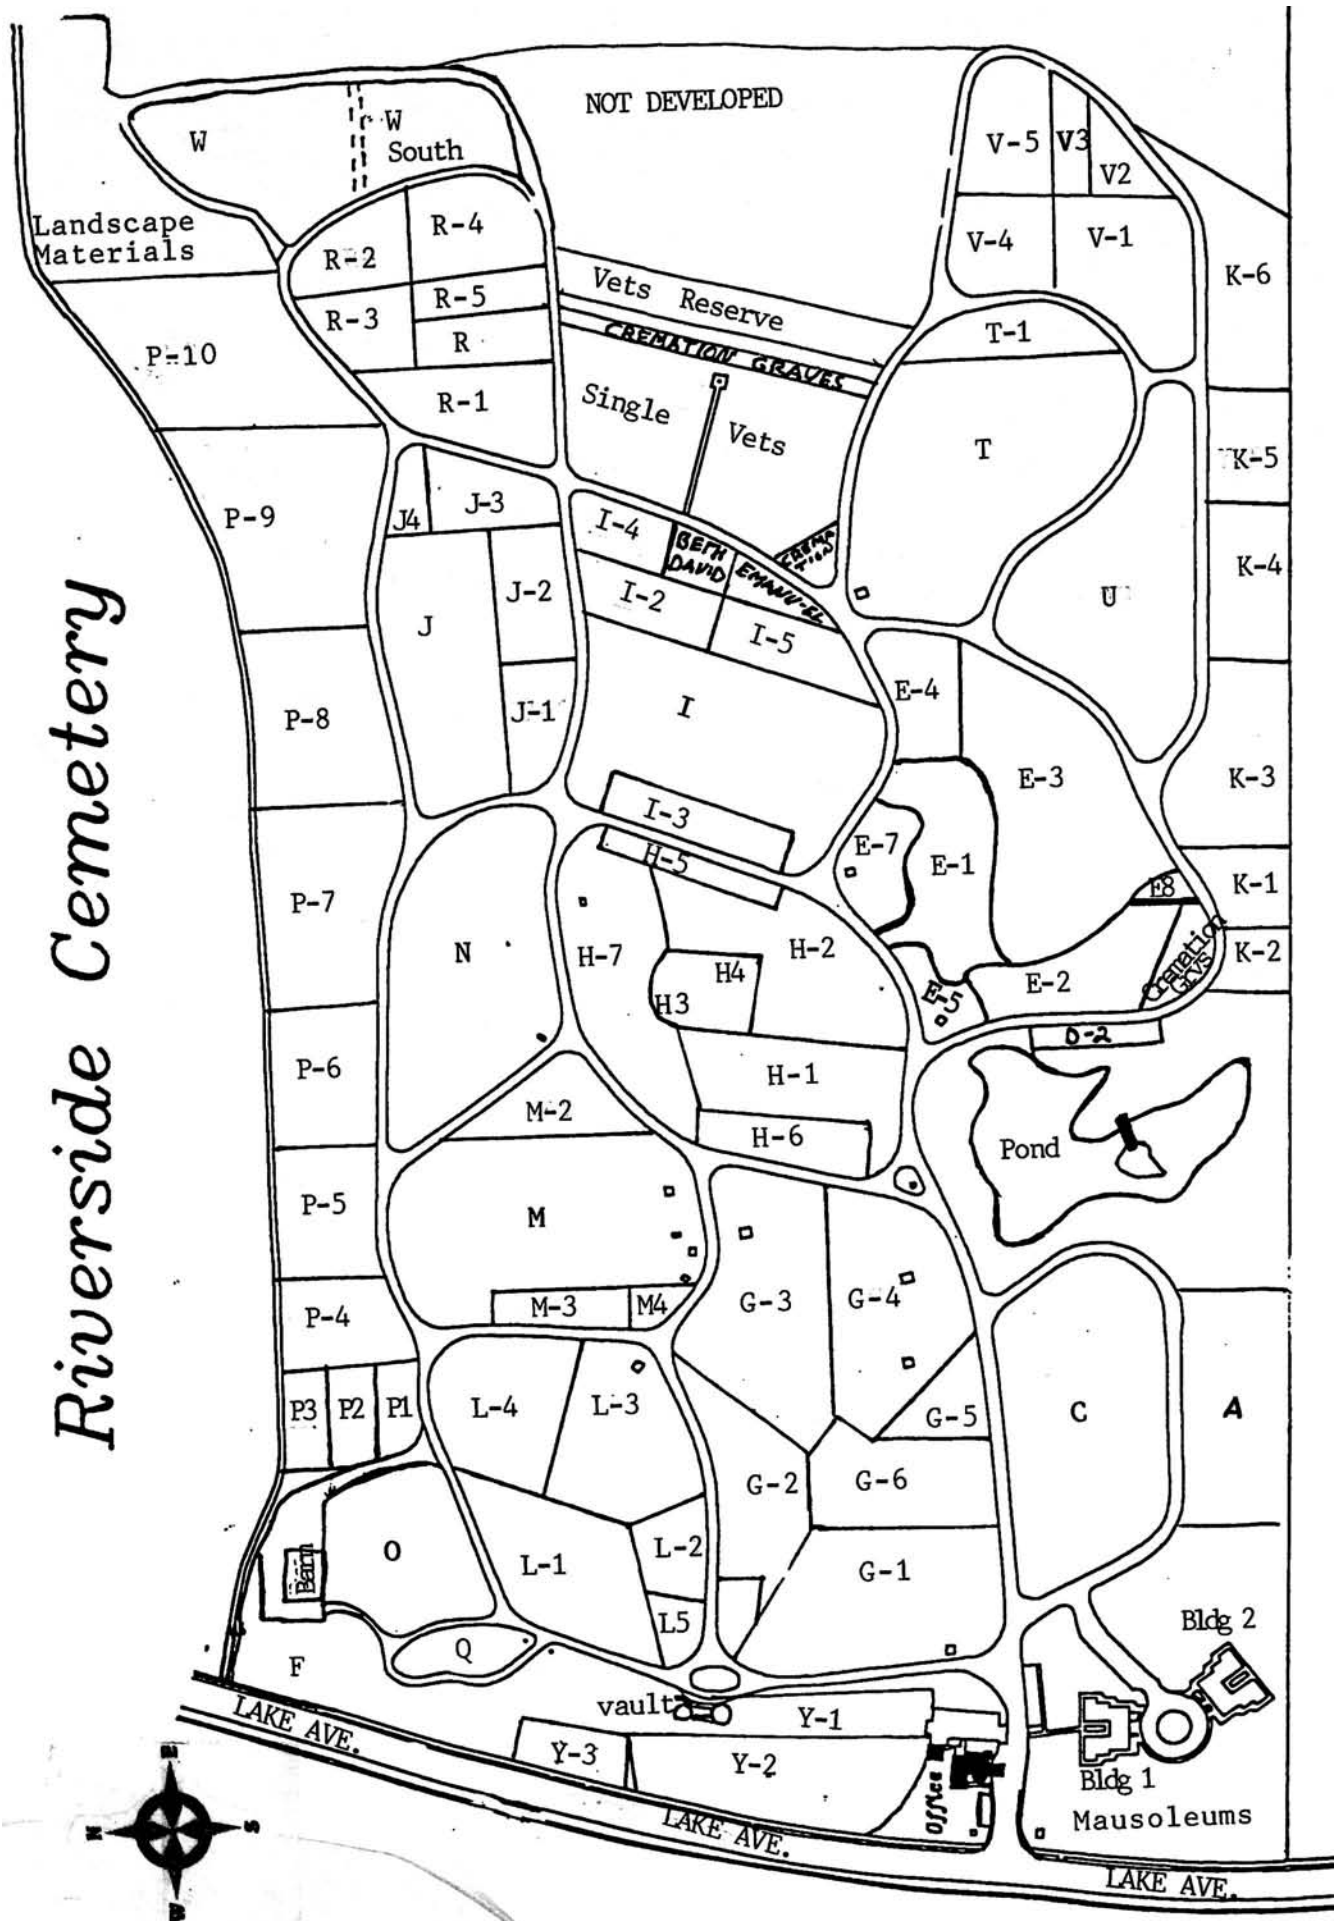 NOT DEVELOPED
W
W
South
V-5
V3
V2
Landscape
Materials
R-4
R-2
V-4
V-1
K-6
R-5
R-3
R
Vets Reserve
CREMATION GRAVES
T-1
P-10
R-1
Single
Vets
T
K-5
P-9
J4
J-3
I-4
BETH
DAVID
EMANU-EL
CREMA
TION
K-4
J-2
I-2
U
J
I-5
E-4
P-8
J-1
I
E-3
K-3
I-3
H-5
E-7
E-1
E8
K-1
P-7
N
H-7
H-2
H4
H3
E-5
E-2
Cremation
Grvs
K-2
D-2
P-6
H-1
M-2
H-6
Pond
P-5
M
G-3
G-4
P-4
M-3
M4
P3
P2
P1
L-4
L-3
G-5
C
A
G-2
G-6
Barn
O
L-1
L-2
G-1
L5
Q
F
Bldg 2
vault
Y-1
Y-3
Y-2
Office
Bldg 1
Mausoleums
LAKE AVE.
LAKE AVE.
LAKE AVE.
Riverside Cemetery
E
N
S
W